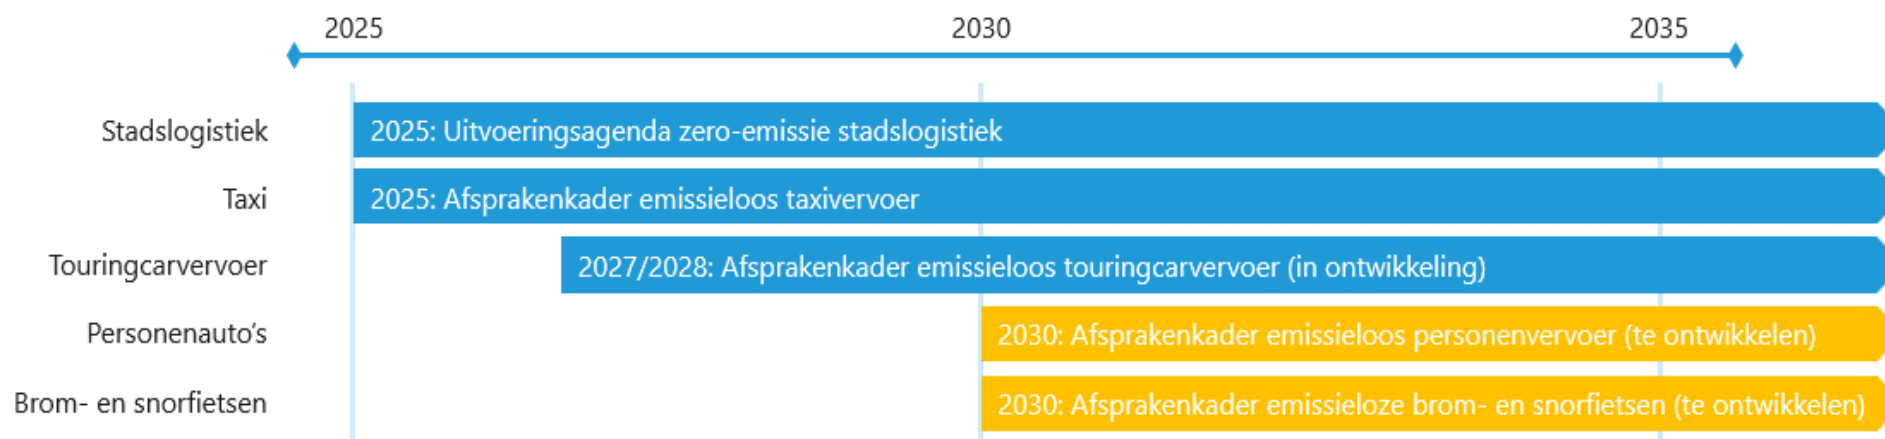 2025 2030 2035
Stadslogistiek 2025: Uitvoeringsagenda zero-emissie stadslogistiek
Taxi 2025: Afsprakenkader emissieloos taxivervoer
Touringcarvervoer 2027/2028: Afsprakenkader emissieloos touringcarvervoer (in ontwikkeling)
Personenauto’s 2030: Afsprakenkader emissieloos personenvervoer (te ontwikkelen)
Brom- en snorfietsen 2030: Afsprakenkader emissieloze brom- en snorfietsen (te ontwikkelen)